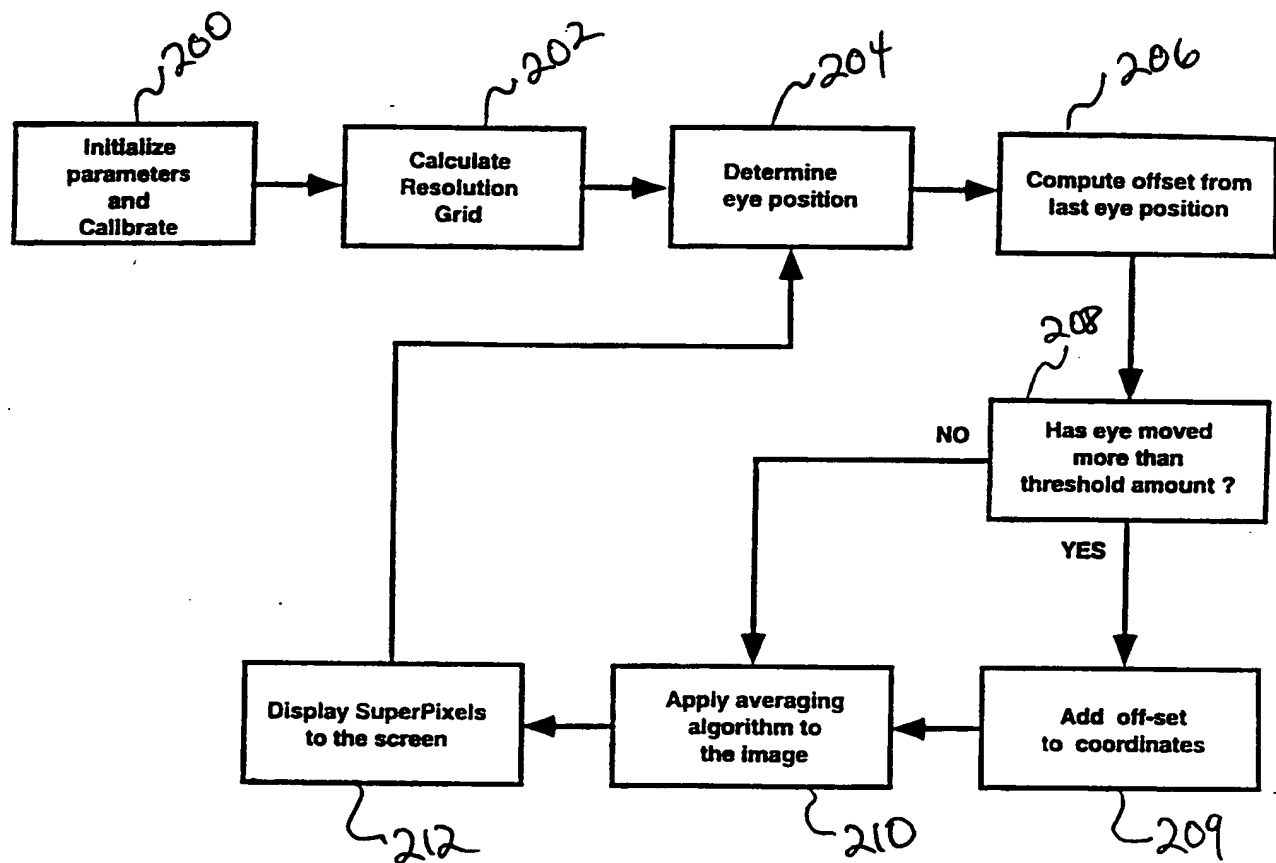 200
202
204
206
Initialize
parameters
and
Calibrate
Calculate
Resolution
Grid
Determine
eye position
Compute offset from
last eye position
208
NO
Has eye moved
more than
threshold amount ?
YES
Display SuperPixels
to the screen
Apply averaging
algorithm to
the image
Add off-set
to coordinates
212
210
209